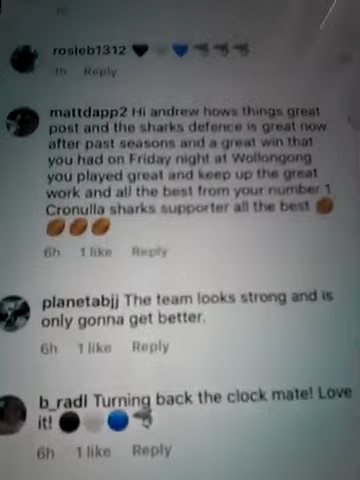 rosieb1312 🖤🤍💙🦈🦈🦈
4h Reply
mattdapp2 Hi andrew hows things great
post and the sharks defence is great now
after past seasons and a great win that
you had on Friday night at Wollongong
you played great and keep up the great
work and all the best from your number 1
Cronulla sharks supporter all the best 🏉
🏉🏉🏉
6h 1 like Reply
planetabjj The team looks strong and is
only gonna get better.
6h 1 like Reply
b_radl Turning back the clock mate! Love
it! ⚫⚪🔵🦈
6h 1 like Reply